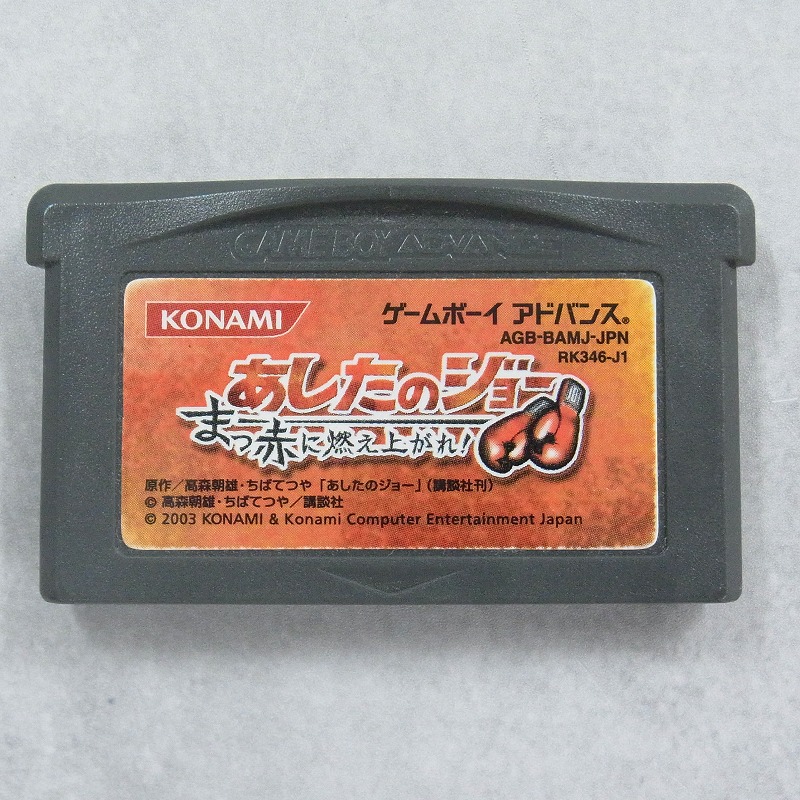 GAME BOY ADVANCE
KONAMI
ゲームボーイ アドバンス®
AGB-BAMJ-JPN
RK346-J1
あしたのジョー
まっ赤に燃え上がれ!
原作/高森朝雄・ちばてつや「あしたのジョー」(講談社刊)
© 高森朝雄・ちばてつや/講談社
© 2003 KONAMI & Konami Computer Entertainment Japan